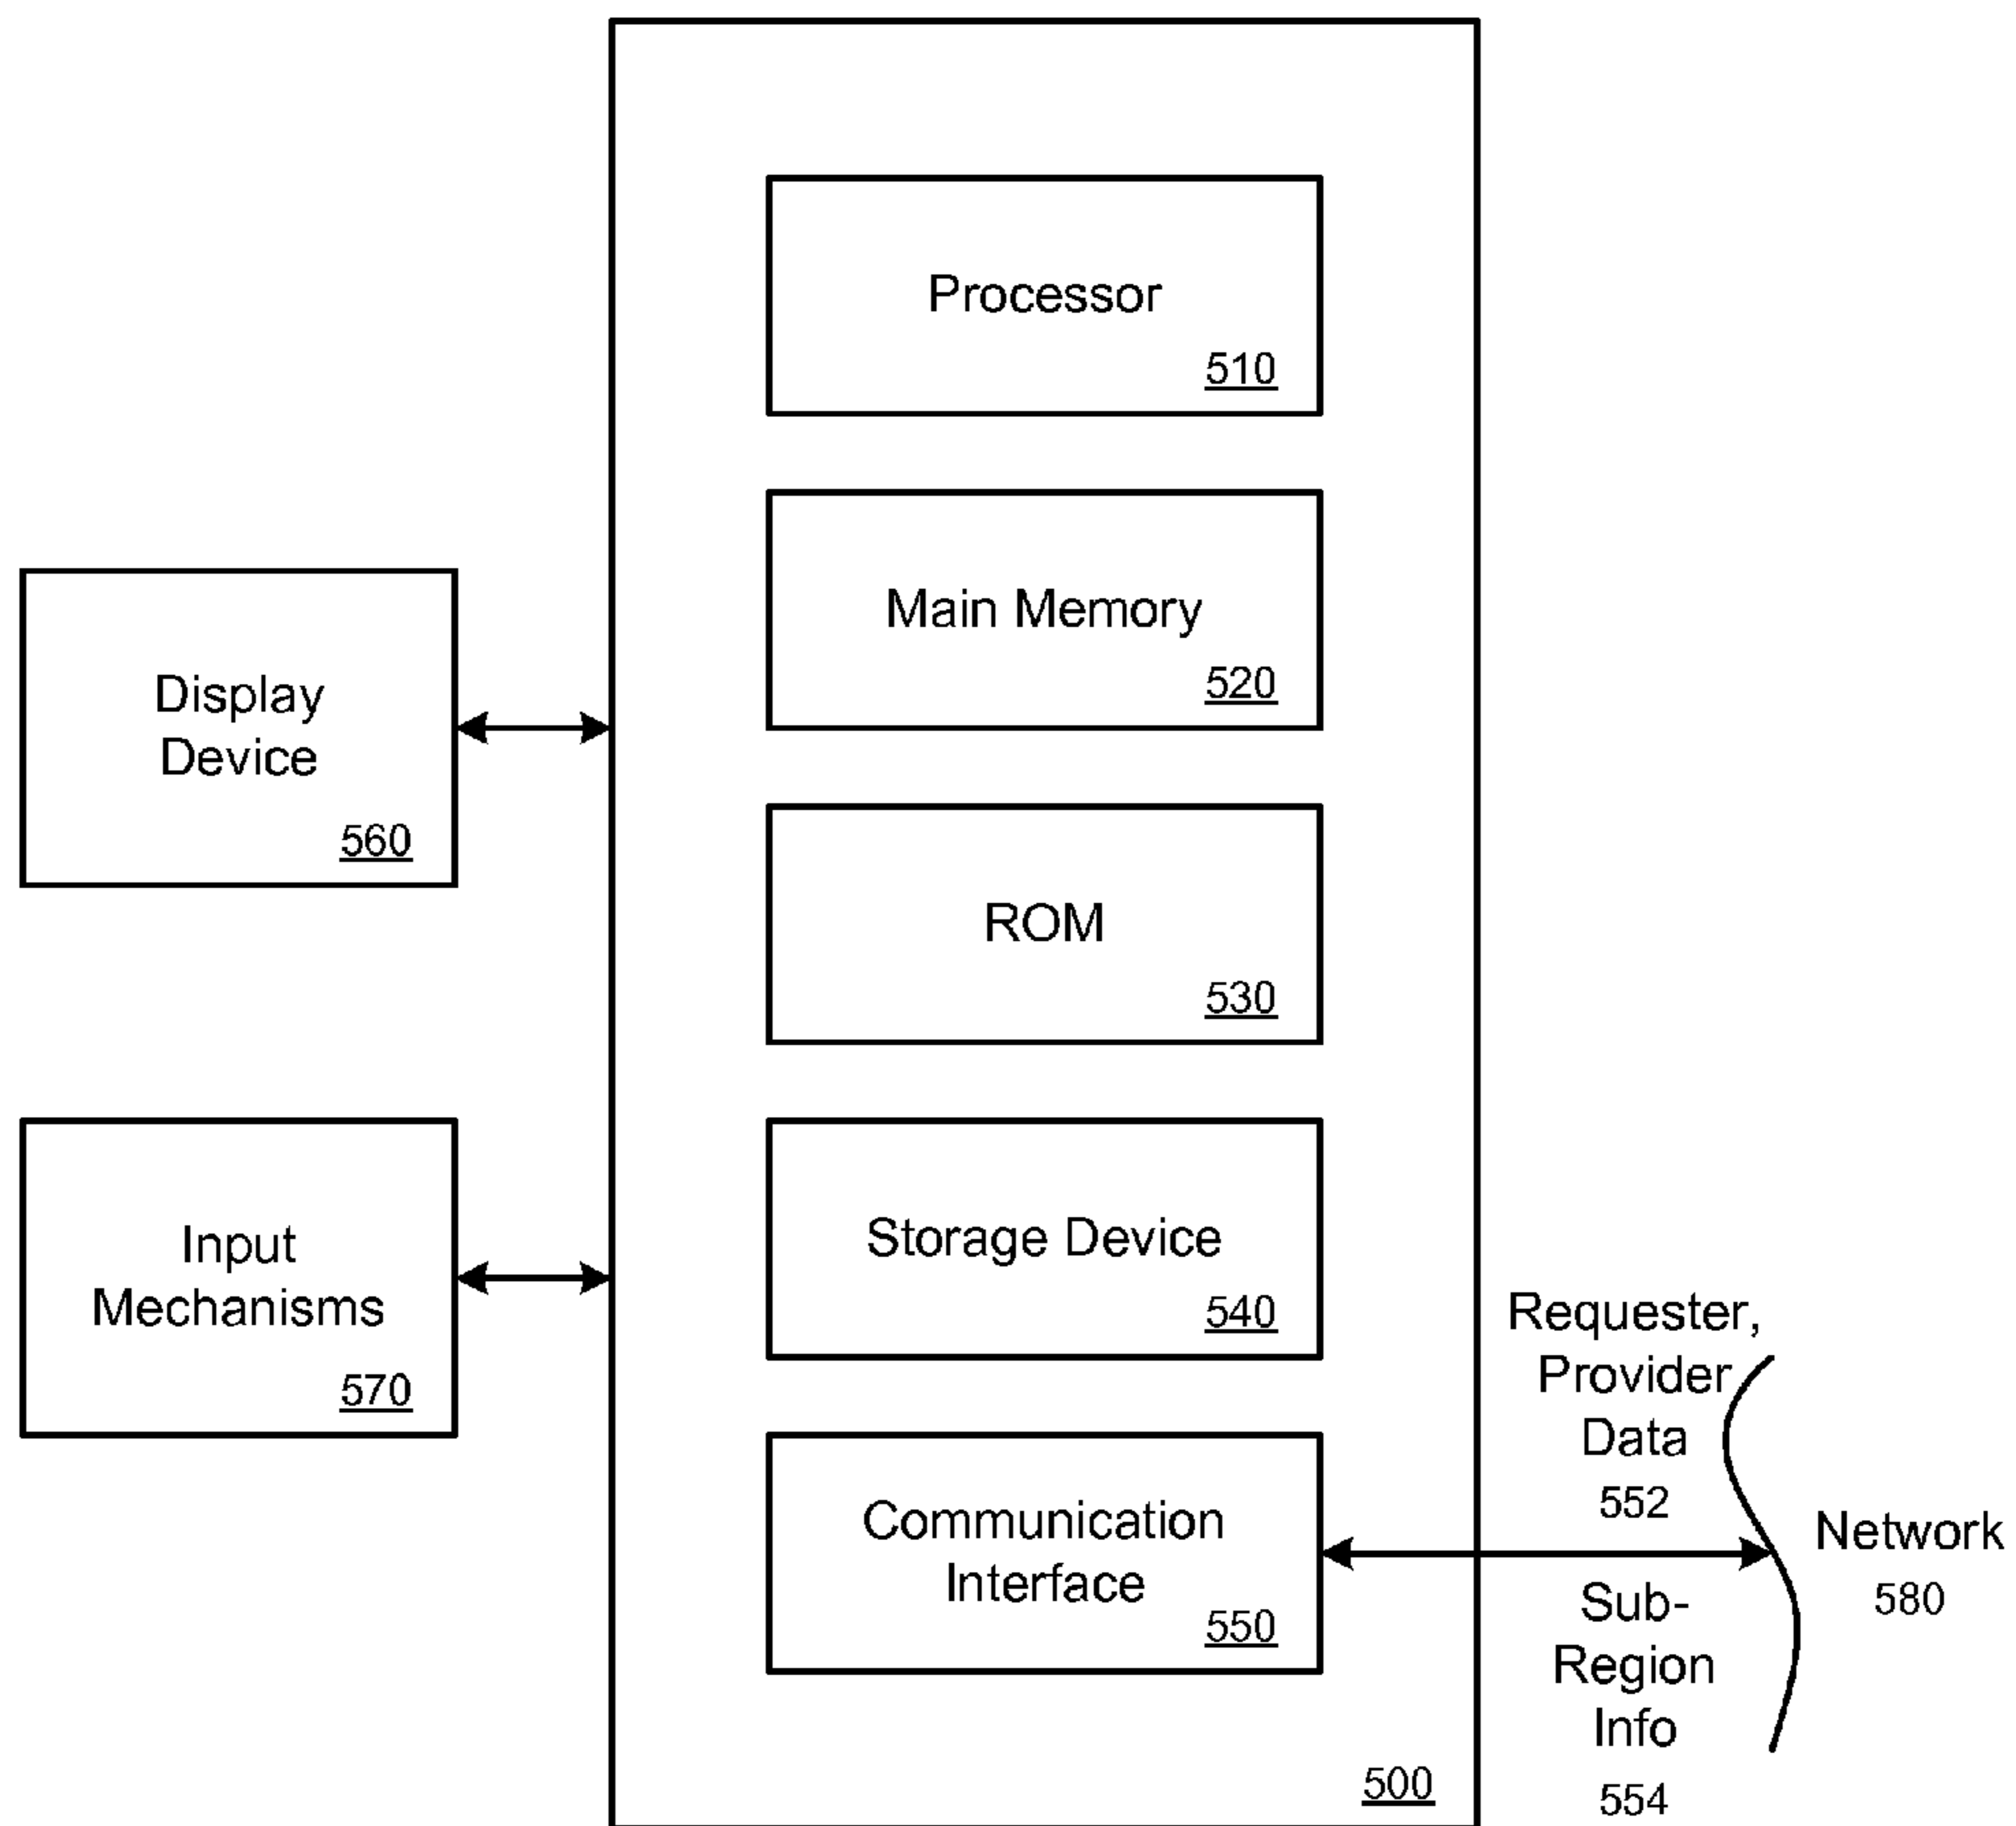 Processor
510
Main Memory
520
Display
Device
560
ROM
530
Storage Device
540
Input
Mechanisms
570
Communication
Interface
550
Requester,
Provider
Data
552
Network
580
Sub-
Region
Info
554
500